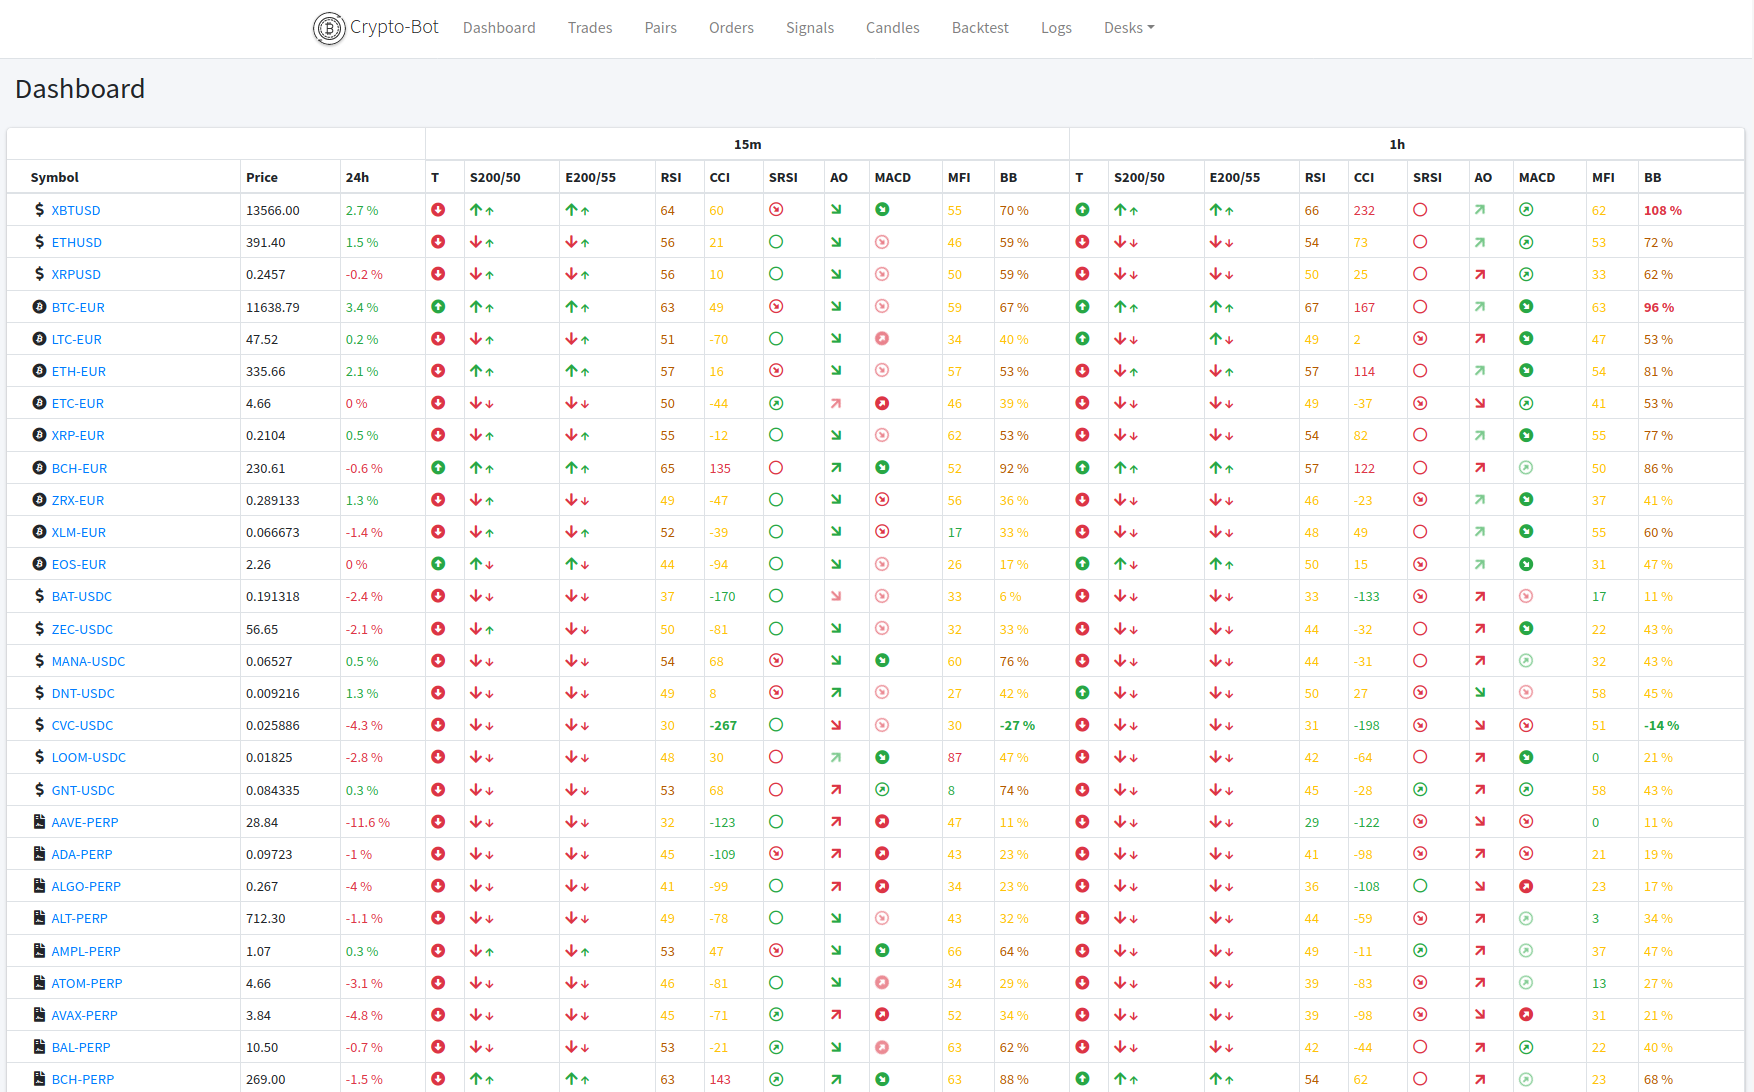 Crypto-Bot Dashboard Trades Pairs Orders Signals Candles Backtest Logs Desks
Dashboard
15m 1h
Symbol Price 24h T S200/50 E200/55 RSI CCI SRSI AO MACD MFI BB T S200/50 E200/55 RSI CCI SRSI AO MACD MFI BB
$ XBTUSD 13566.00 2.7 % 64 60 55 70 % 66 232 62 108 %
$ ETHUSD 391.40 1.5 % 56 21 46 59 % 54 73 53 72 %
$ XRPUSD 0.2457 -0.2 % 56 10 50 59 % 50 25 33 62 %
BTC-EUR 11638.79 3.4 % 63 49 59 67 % 67 167 63 96 %
LTC-EUR 47.52 0.2 % 51 -70 34 40 % 49 2 47 53 %
ETH-EUR 335.66 2.1 % 57 16 57 53 % 57 114 54 81 %
ETC-EUR 4.66 0 % 50 -44 46 39 % 49 -37 41 53 %
XRP-EUR 0.2104 0.5 % 55 -12 62 53 % 54 82 55 77 %
BCH-EUR 230.61 -0.6 % 65 135 52 92 % 57 122 50 86 %
ZRX-EUR 0.289133 1.3 % 49 -47 56 36 % 46 -23 37 41 %
XLM-EUR 0.066673 -1.4 % 52 -39 17 33 % 48 49 55 60 %
EOS-EUR 2.26 0 % 44 -94 26 17 % 50 15 31 47 %
$ BAT-USDC 0.191318 -2.4 % 37 -170 33 6 % 33 -133 17 11 %
$ ZEC-USDC 56.65 -2.1 % 50 -81 32 33 % 44 -32 22 43 %
$ MANA-USDC 0.06527 0.5 % 54 68 60 76 % 44 -31 32 43 %
$ DNT-USDC 0.009216 1.3 % 49 8 27 42 % 50 27 58 45 %
$ CVC-USDC 0.025886 -4.3 % 30 -267 30 -27 % 31 -198 51 -14 %
$ LOOM-USDC 0.01825 -2.8 % 48 30 87 47 % 42 -64 0 21 %
$ GNT-USDC 0.084335 0.3 % 53 68 8 74 % 45 -28 58 43 %
AAVE-PERP 28.84 -11.6 % 32 -123 47 11 % 29 -122 0 11 %
ADA-PERP 0.09723 -1 % 45 -109 43 23 % 41 -98 21 19 %
ALGO-PERP 0.267 -4 % 41 -99 34 23 % 36 -108 23 17 %
ALT-PERP 712.30 -1.1 % 49 -78 43 32 % 44 -59 3 34 %
AMPL-PERP 1.07 0.3 % 53 47 66 64 % 49 -11 37 47 %
ATOM-PERP 4.66 -3.1 % 46 -81 34 29 % 39 -83 13 27 %
AVAX-PERP 3.84 -4.8 % 45 -71 52 34 % 39 -98 31 21 %
BAL-PERP 10.50 -0.7 % 53 -21 63 62 % 42 -44 22 40 %
BCH-PERP 269.00 -1.5 % 63 143 63 88 % 54 62 23 68 %